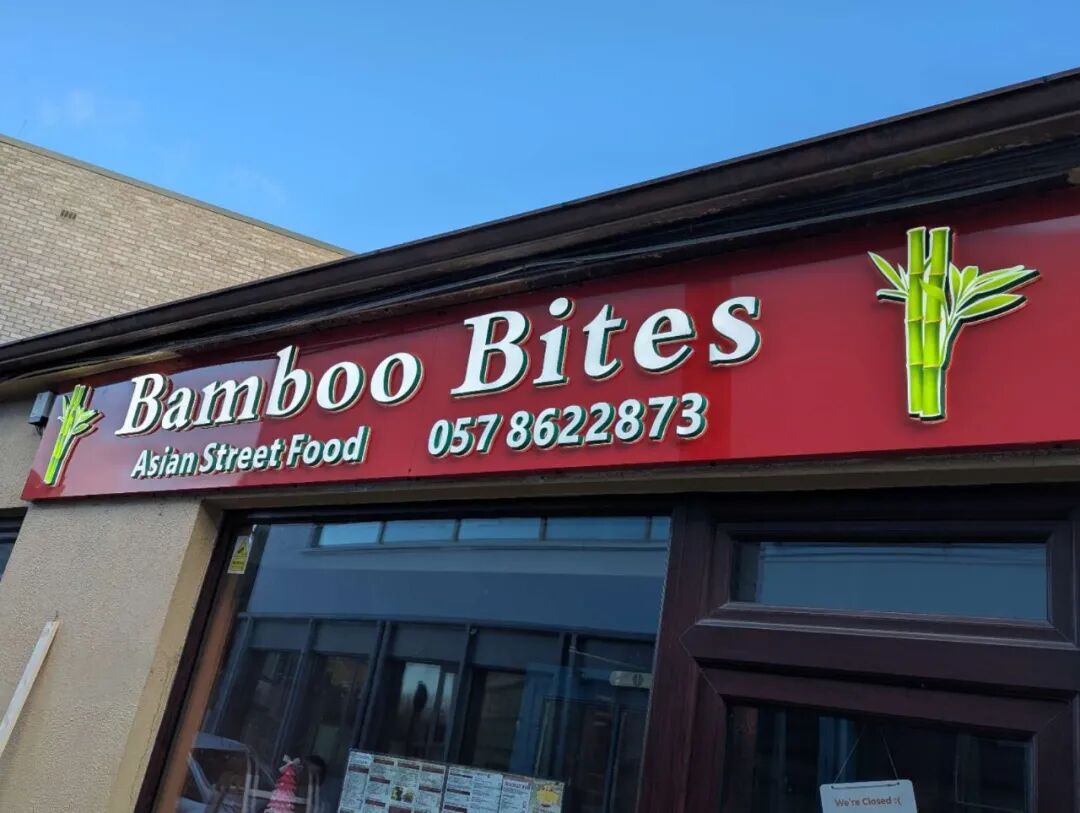 Bamboo Bites
Asian Street Food
057 8622873
We're Closed :(